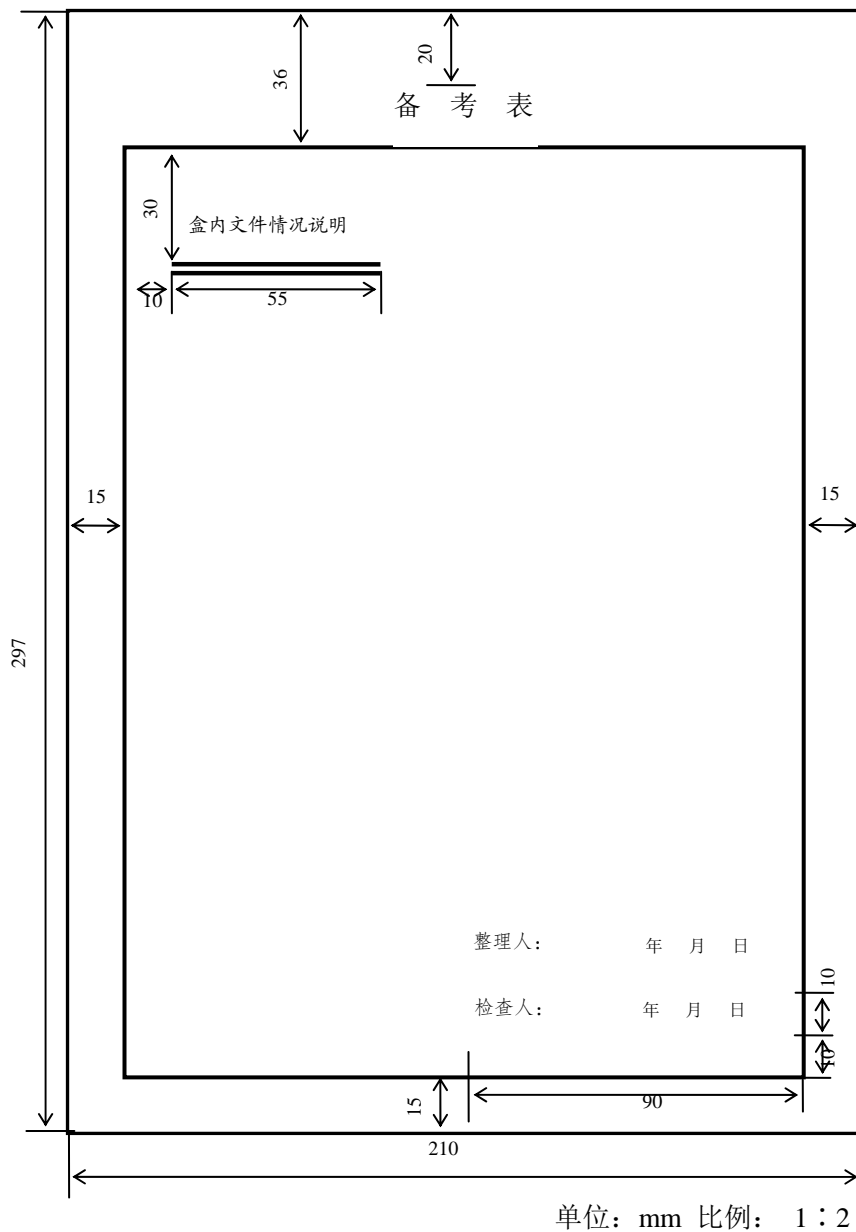 20
36
备 考 表
30
盒内文件情况说明
10
55
15
15
297
整理人： 年 月 日
10
检查人： 年 月 日
10
15
90
210
单位：mm 比例： 1：2